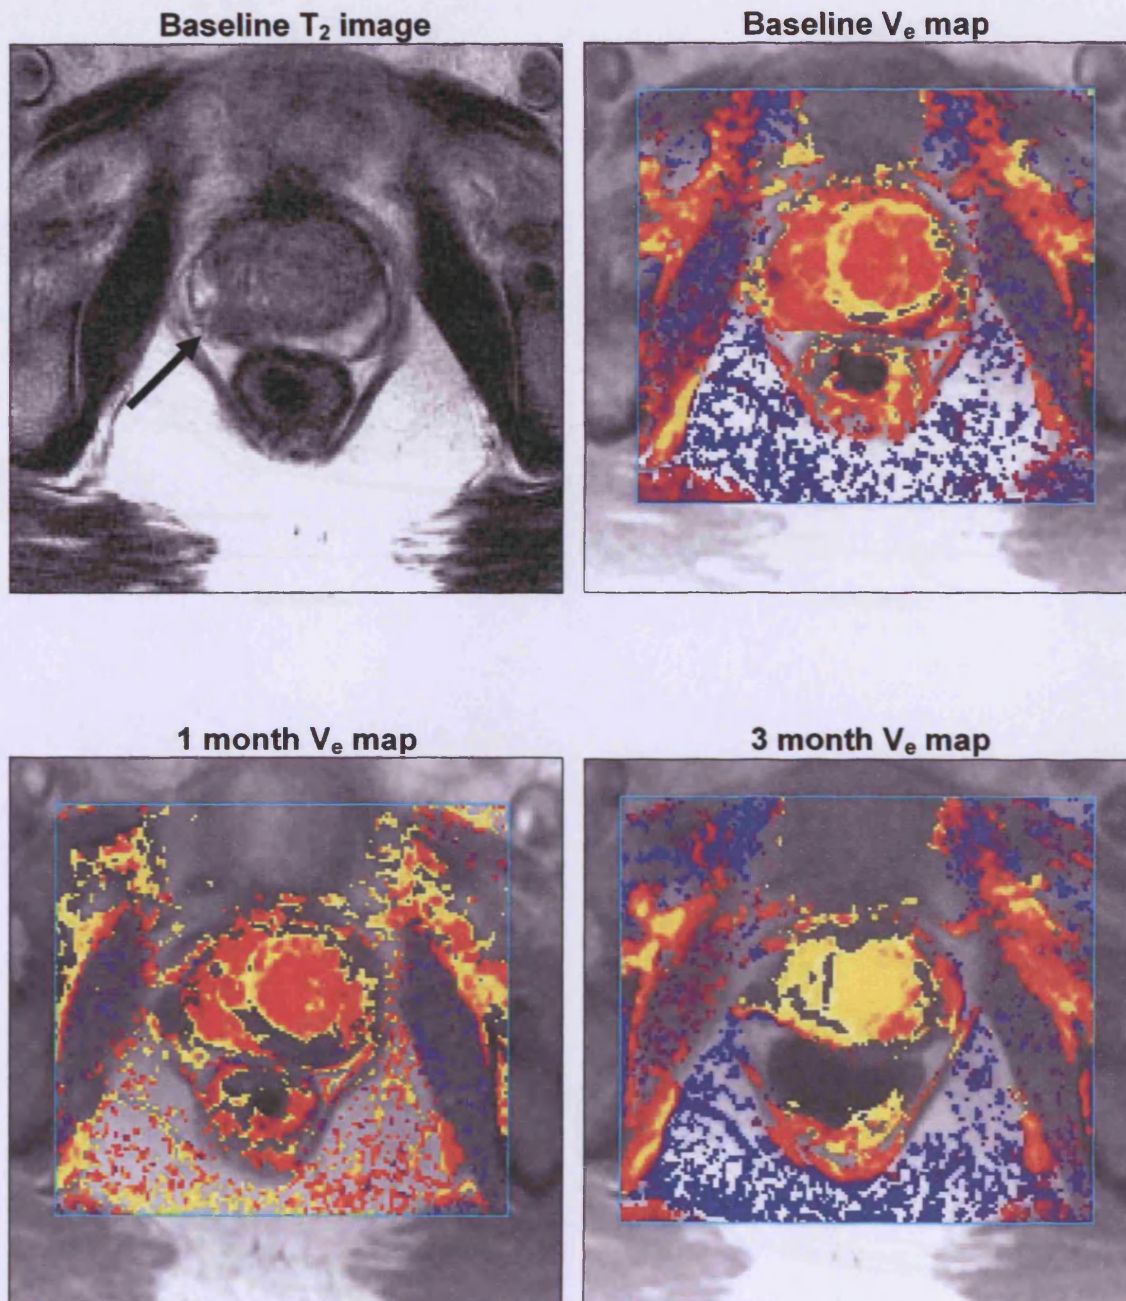 Baseline T₂ image
Baseline Vₑ map
1 month Vₑ map
3 month Vₑ map